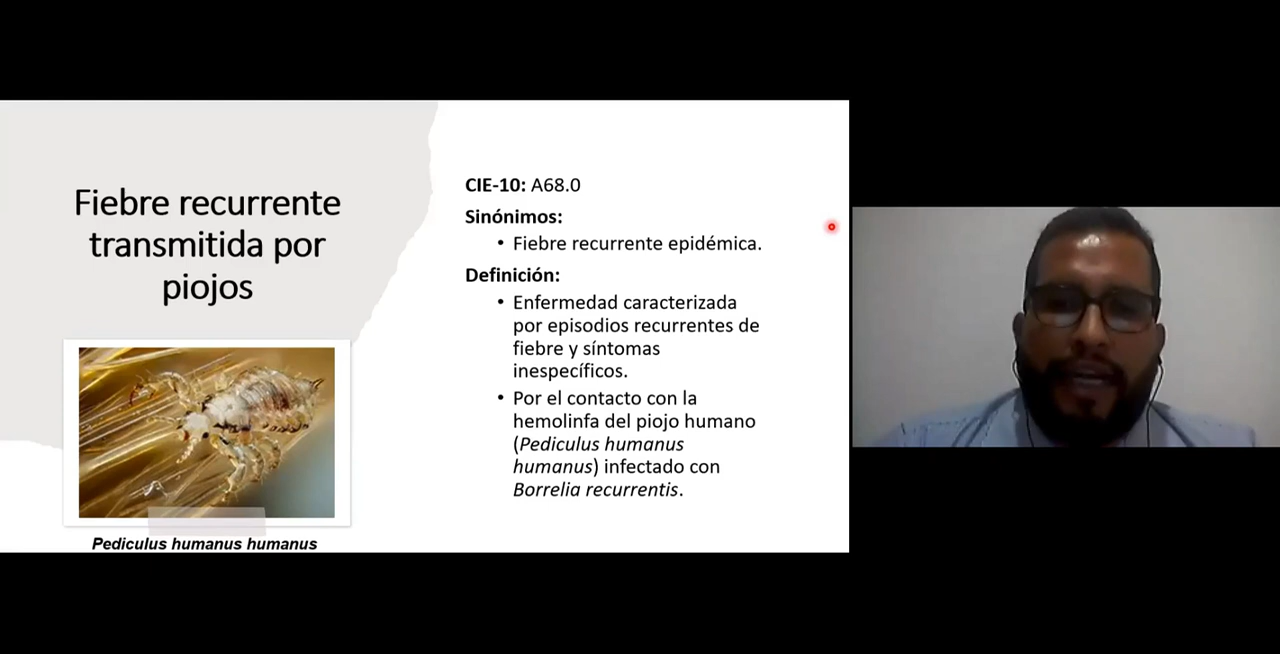 Fiebre recurrente
transmitida por
piojos
Pediculus humanus humanus
CIE-10: A68.0
Sinónimos:
• Fiebre recurrente epidémica.
Definición:
• Enfermedad caracterizada
por episodios recurrentes de
fiebre y síntomas
inespecíficos.
• Por el contacto con la
hemolinfa del piojo humano
(Pediculus humanus
humanus) infectado con
Borrelia recurrentis.